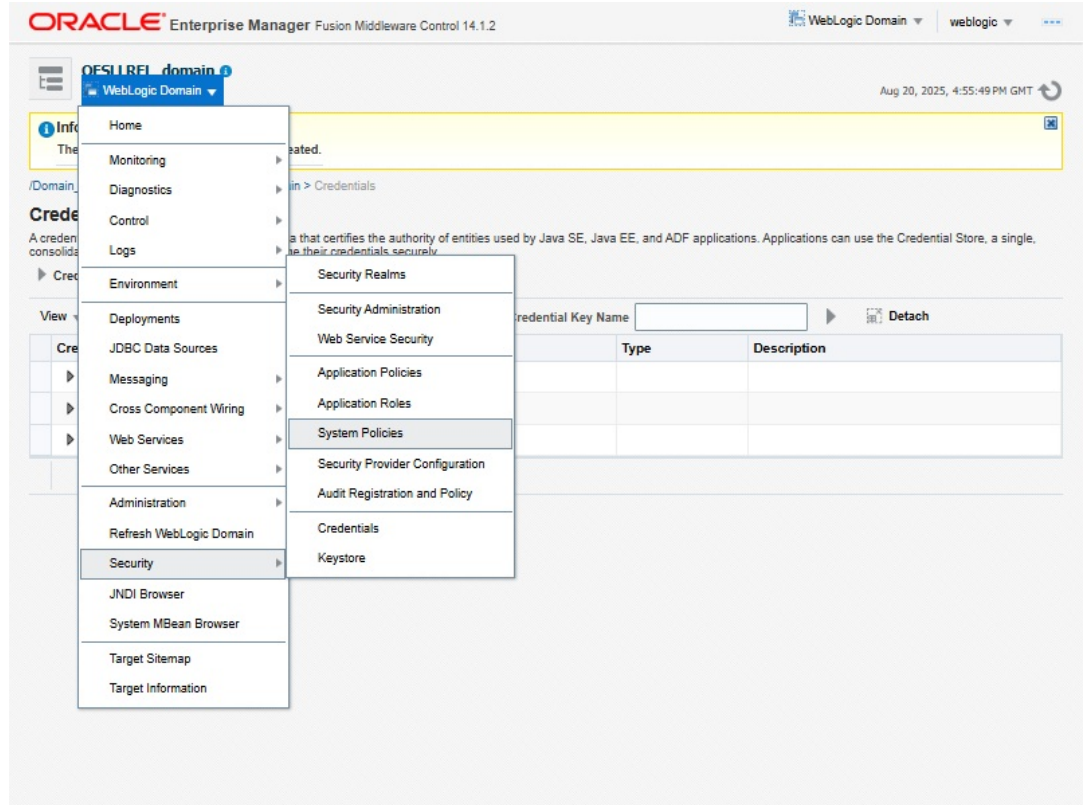 ORACLE Enterprise Manager Fusion Middleware Control 14.1.2
WebLogic Domain
weblogic
OFSLLREL_domain
WebLogic Domain
Aug 20, 2025, 4:55:49 PM GMT
Home
Monitoring
Diagnostics
Control
Logs
Environment
Deployments
JDBC Data Sources
Messaging
Cross Component Wiring
Web Services
Other Services
Administration
Refresh WebLogic Domain
Security
JNDI Browser
System MBean Browser
Target Sitemap
Target Information
Info
The eated.
/Domain_ in > Credentials
Crede
A creden a that certifies the authority of entities used by Java SE, Java EE, and ADF applications. Applications can use the Credential Store, a single,
consolida e their credentials securely.
Cred
Security Realms
Security Administration
Web Service Security
Application Policies
Application Roles
System Policies
Security Provider Configuration
Audit Registration and Policy
Credentials
Keystore
View
redential Key Name
Detach
Cre
Type
Description